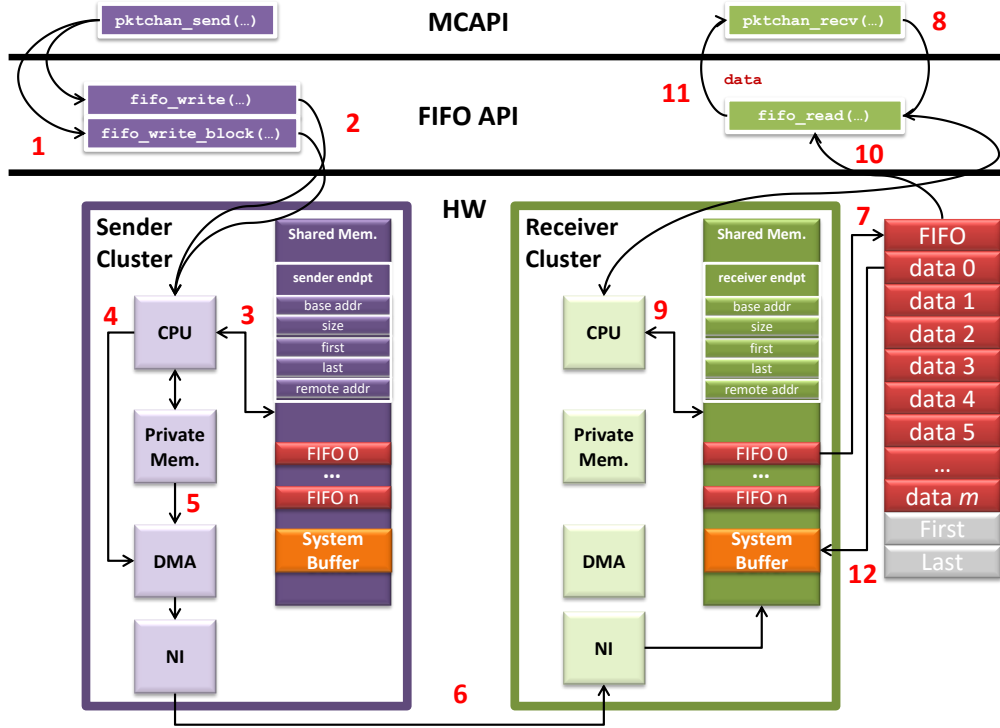 pktchan_send(…)
MCAPI
pktchan_recv(…)
8
data
11
fifo_write(…)
fifo_write_block(…)
1
2
FIFO API
fifo_read(…)
10
HW
Sender
Cluster
Shared Mem.
sender endpt
base addr
size
first
last
remote addr
4
CPU
3
Private
Mem.
5
DMA
NI
FIFO 0
...
FIFO n
System
Buffer
6
Receiver
Cluster
Shared Mem.
receiver endpt
base addr
size
first
last
remote addr
CPU
9
Private
Mem.
DMA
NI
FIFO 0
...
FIFO n
System
Buffer
7
FIFO
data 0
data 1
data 2
data 3
data 4
data 5
...
data m
First
Last
12